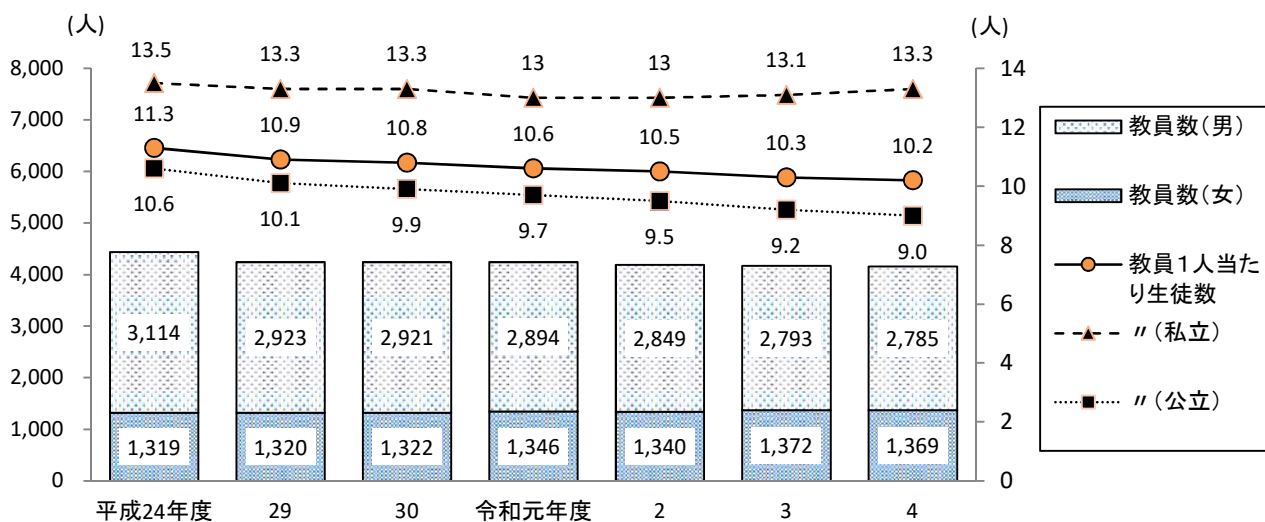 (人)
(人)
13.5 13.3 13.3 13 13 13.1 13.3
8,000
7,000
6,000
5,000
4,000
3,000
2,000
1,000
0
14
12
10
8
6
4
2
0
11.3 10.9 10.8 10.6 10.5 10.3 10.2
10.6 10.1 9.9 9.7 9.5 9.2 9.0
3,114 2,923 2,921 2,894 2,849 2,793 2,785
1,319 1,320 1,322 1,346 1,340 1,372 1,369
平成24年度 29 30 令和元年度 2 3 4
教員数(男)
教員数(女)
教員1人当た
り生徒数
〃(私立)
〃(公立)